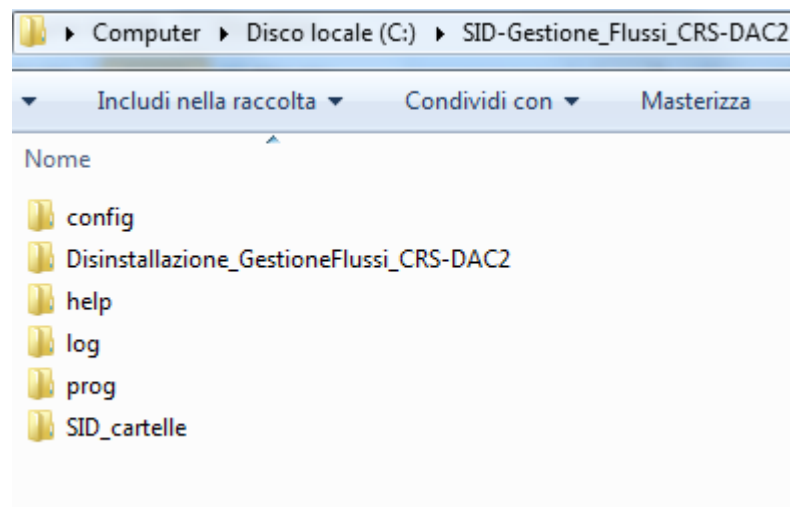 Computer Disco locale (C:) SID-Gestione_Flussi_CRS-DAC2
Includi nella raccolta Condividi con Masterizza
Nome
config
Disinstallazione_GestioneFlussi_CRS-DAC2
help
log
prog
SID_cartelle